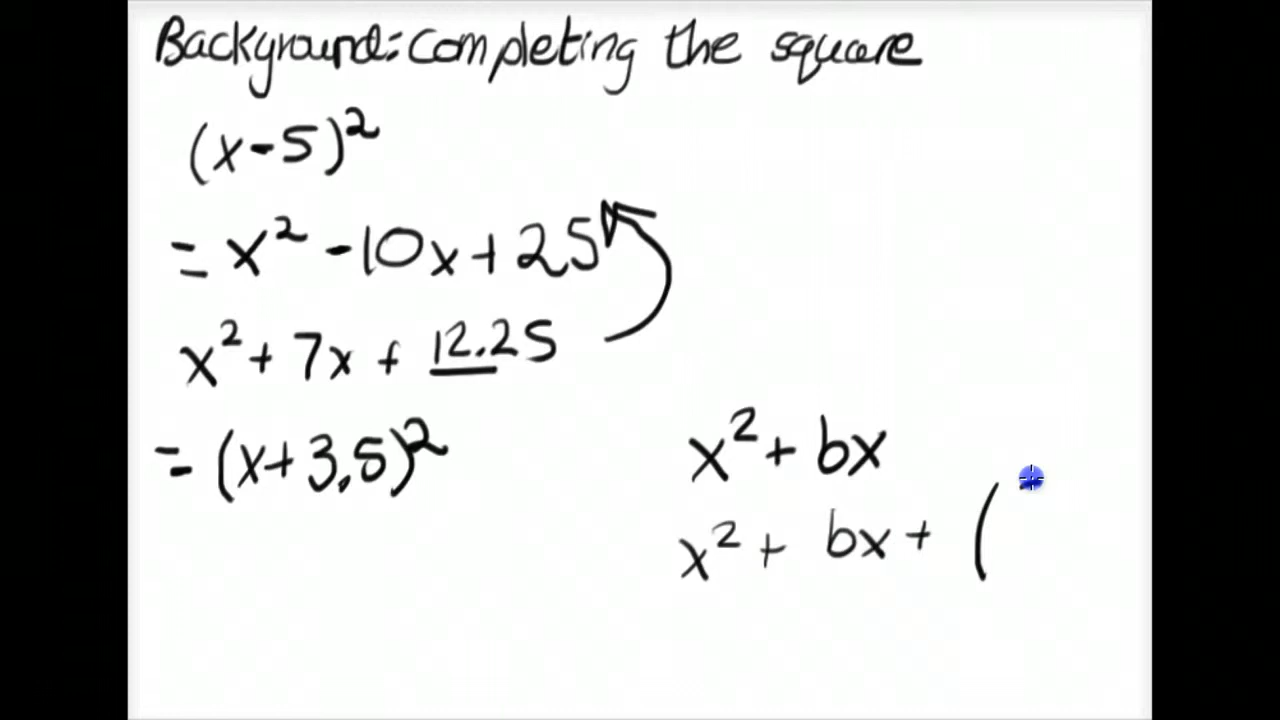 Background: completing the square
(x-5)²
= x² - 10x + 25
x² + 7x + 12.25
= (x+3.5)²
x² + bx
x² + bx + (